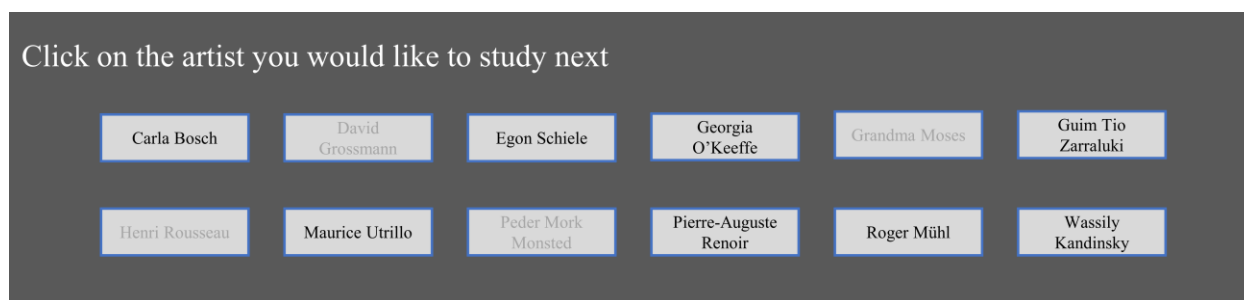 Click on the artist you would like to study next
Carla Bosch
David
Grossmann
Egon Schiele
Georgia
O’Keeffe
Grandma Moses
Guim Tio
Zarraluki
Henri Rousseau
Maurice Utrillo
Peder Mork
Monsted
Pierre-Auguste
Renoir
Roger Mühl
Wassily
Kandinsky